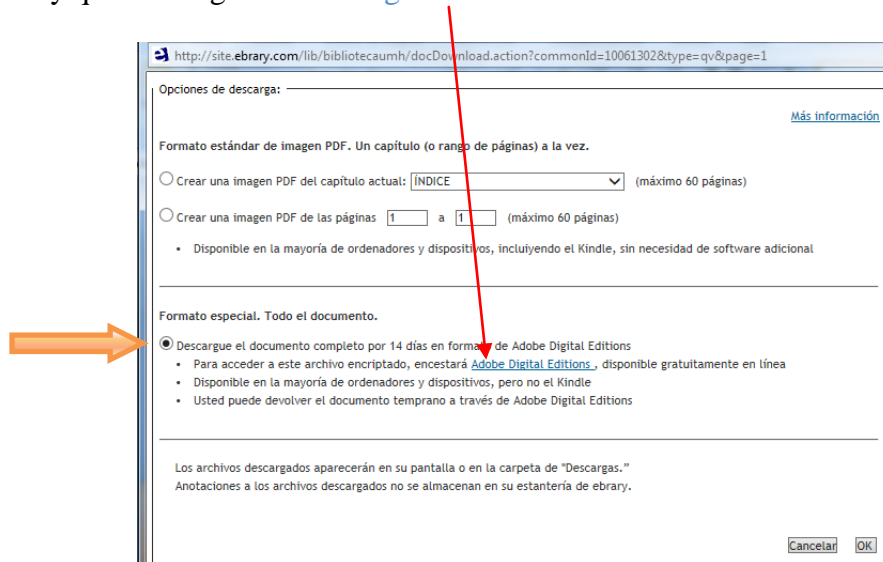 http://site.ebrary.com/lib/bibliotecaumh/docDownload.action?commonId=10061302&type=qv&page=1
Opciones de descarga:
Más información
Formato estándar de imagen PDF. Un capítulo (o rango de páginas) a la vez.
Crear una imagen PDF del capítulo actual: ÍNDICE (máximo 60 páginas)
Crear una imagen PDF de las páginas 1 a 1 (máximo 60 páginas)
• Disponible en la mayoría de ordenadores y dispositivos, incluiyendo el Kindle, sin necesidad de software adicional
Formato especial. Todo el documento.
Descargue el documento completo por 14 días en formato de Adobe Digital Editions
• Para acceder a este archivo encriptado, encestará Adobe Digital Editions , disponible gratuitamente en línea
• Disponible en la mayoría de ordenadores y dispositivos, pero no el Kindle
• Usted puede devolver el documento temprano a través de Adobe Digital Editions
Los archivos descargados aparecerán en su pantalla o en la carpeta de "Descargas."
Anotaciones a los archivos descargados no se almacenan en su estantería de ebrary.
Cancelar OK